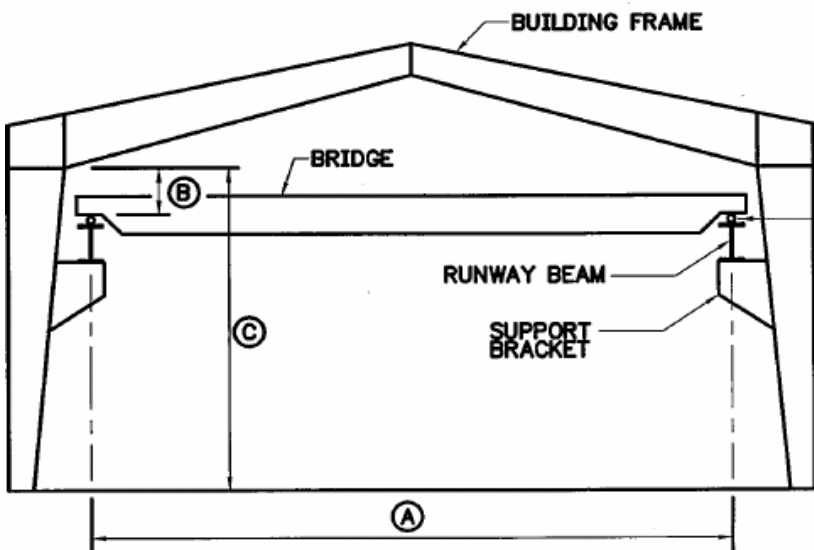 BUILDING FRAME
BRIDGE
B
RUNWAY BEAM
C
SUPPORT
BRACKET
A